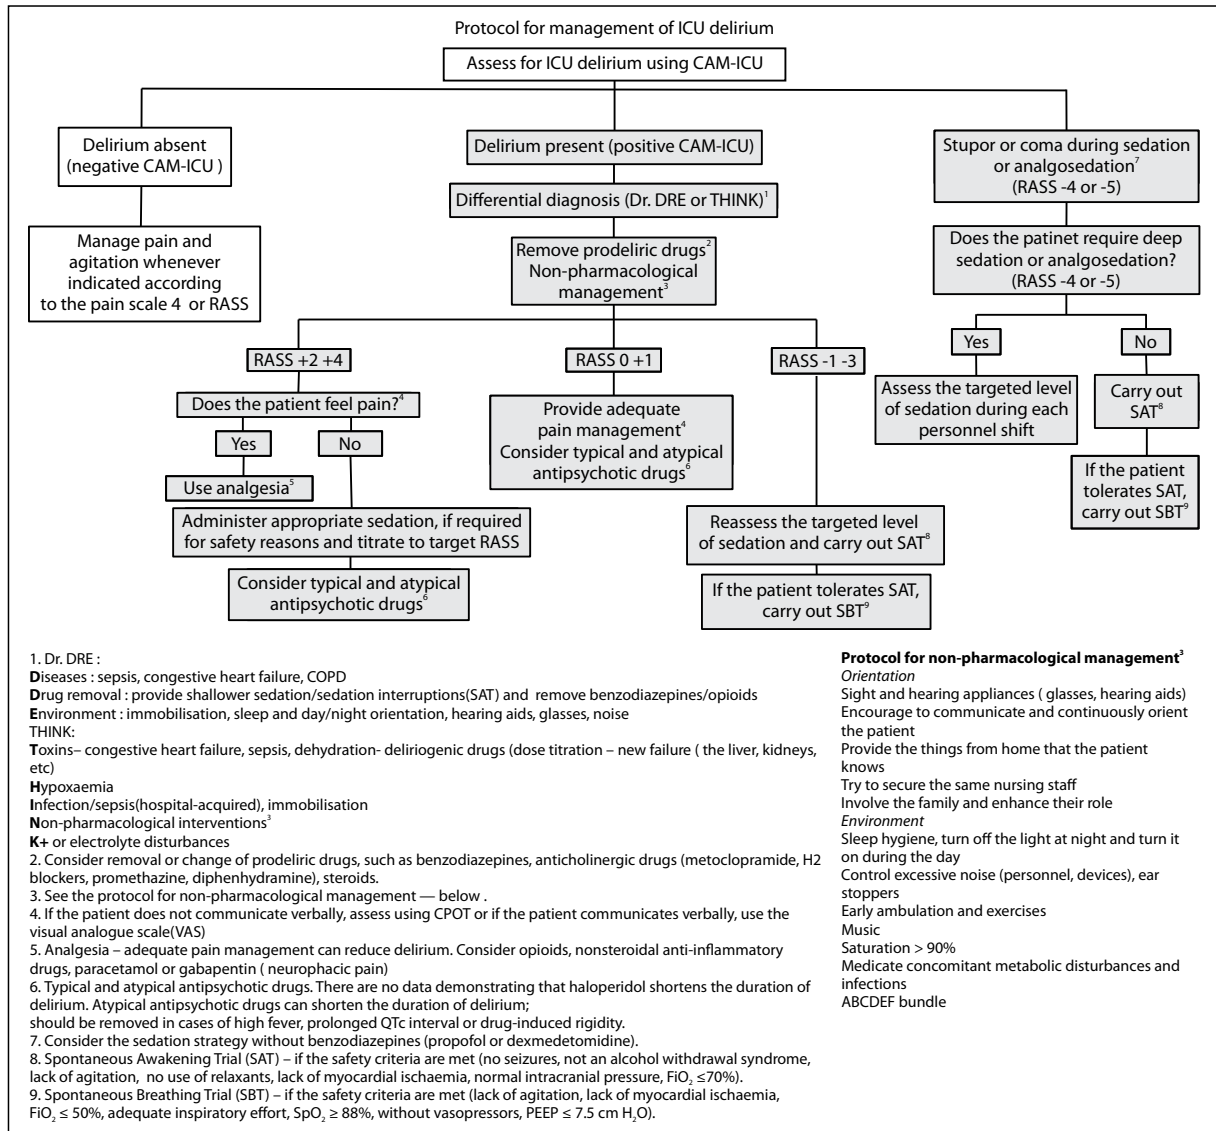 Protocol for management of ICU delirium
Assess for ICU delirium using CAM-ICU
Delirium absent
(negative CAM-ICU )
Manage pain and
agitation whenever
indicated according
to the pain scale 4 or RASS
Delirium present (positive CAM-ICU)
Differential diagnosis (Dr. DRE or THINK)¹
Remove prodeliric drugs²
Non-pharmacological
management³
RASS +2 +4
Does the patient feel pain?⁴
Yes
No
Use analgesia⁵
Administer appropriate sedation, if required
for safety reasons and titrate to target RASS
Consider typical and atypical
antipsychotic drugs⁶
RASS 0 +1
Provide adequate
pain management⁴
Consider typical and atypical
antipsychotic drugs⁶
RASS -1 -3
Reassess the targeted level
of sedation and carry out SAT⁸
If the patient tolerates SAT,
carry out SBT⁹
Stupor or coma during sedation
or analgosedation⁷
(RASS -4 or -5)
Does the patinet require deep
sedation or analgosedation?
(RASS -4 or -5)
Yes
No
Assess the targeted level
of sedation during each
personnel shift
Carry out
SAT⁸
If the patient
tolerates SAT,
carry out SBT⁹
1. Dr. DRE :
Diseases : sepsis, congestive heart failure, COPD
Drug removal : provide shallower sedation/sedation interruptions(SAT) and remove benzodiazepines/opioids
Environment : immobilisation, sleep and day/night orientation, hearing aids, glasses, noise
THINK:
Toxins– congestive heart failure, sepsis, dehydration- deliriogenic drugs (dose titration – new failure ( the liver, kidneys,
etc)
Hypoxaemia
Infection/sepsis(hospital-acquired), immobilisation
Non-pharmacological interventions³
K+ or electrolyte disturbances
2. Consider removal or change of prodeliric drugs, such as benzodiazepines, anticholinergic drugs (metoclopramide, H2
blockers, promethazine, diphenhydramine), steroids.
3. See the protocol for non-pharmacological management — below .
4. If the patient does not communicate verbally, assess using CPOT or if the patient communicates verbally, use the
visual analogue scale(VAS)
5. Analgesia – adequate pain management can reduce delirium. Consider opioids, nonsteroidal anti-inflammatory
drugs, paracetamol or gabapentin ( neurophacic pain)
6. Typical and atypical antipsychotic drugs. There are no data demonstrating that haloperidol shortens the duration of
delirium. Atypical antipsychotic drugs can shorten the duration of delirium;
should be removed in cases of high fever, prolonged QTc interval or drug-induced rigidity.
7. Consider the sedation strategy without benzodiazepines (propofol or dexmedetomidine).
8. Spontaneous Awakening Trial (SAT) – if the safety criteria are met (no seizures, not an alcohol withdrawal syndrome,
lack of agitation, no use of relaxants, lack of myocardial ischaemia, normal intracranial pressure, FiO₂ ≤70%).
9. Spontaneous Breathing Trial (SBT) – if the safety criteria are met (lack of agitation, lack of myocardial ischaemia,
FiO₂ ≤ 50%, adequate inspiratory effort, SpO₂ ≥ 88%, without vasopressors, PEEP ≤ 7.5 cm H₂O).
Protocol for non-pharmacological management³
Orientation
Sight and hearing appliances ( glasses, hearing aids)
Encourage to communicate and continuously orient
the patient
Provide the things from home that the patient
knows
Try to secure the same nursing staff
Involve the family and enhance their role
Environment
Sleep hygiene, turn off the light at night and turn it
on during the day
Control excessive noise (personnel, devices), ear
stoppers
Early ambulation and exercises
Music
Saturation > 90%
Medicate concomitant metabolic disturbances and
infections
ABCDEF bundle